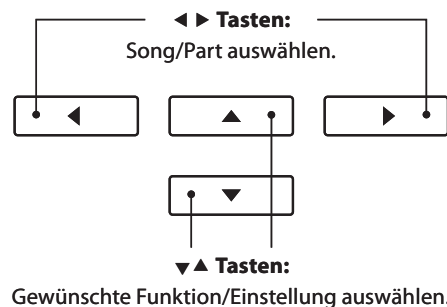 ◀ ▶ Tasten:
Song/Part auswählen.
▼▲ Tasten:
Gewünschte Funktion/Einstellung auswählen.